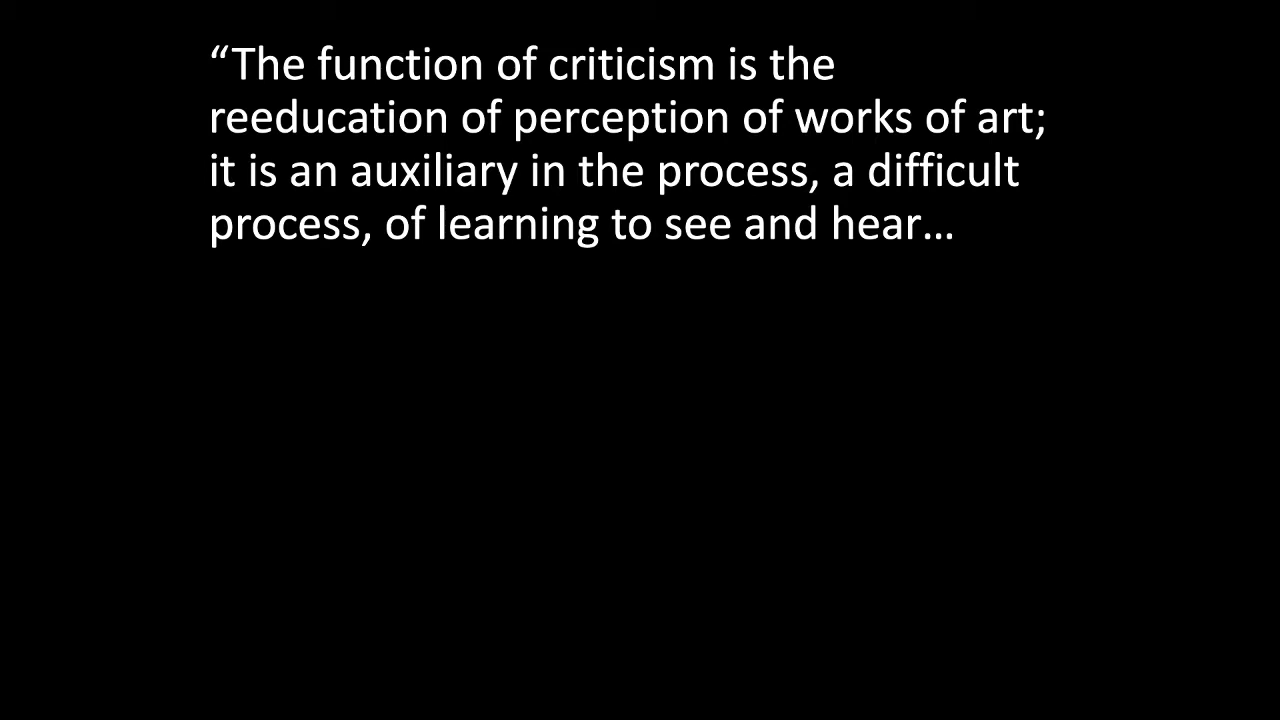 “The function of criticism is the
reeducation of perception of works of art;
it is an auxiliary in the process, a difficult
process, of learning to see and hear…